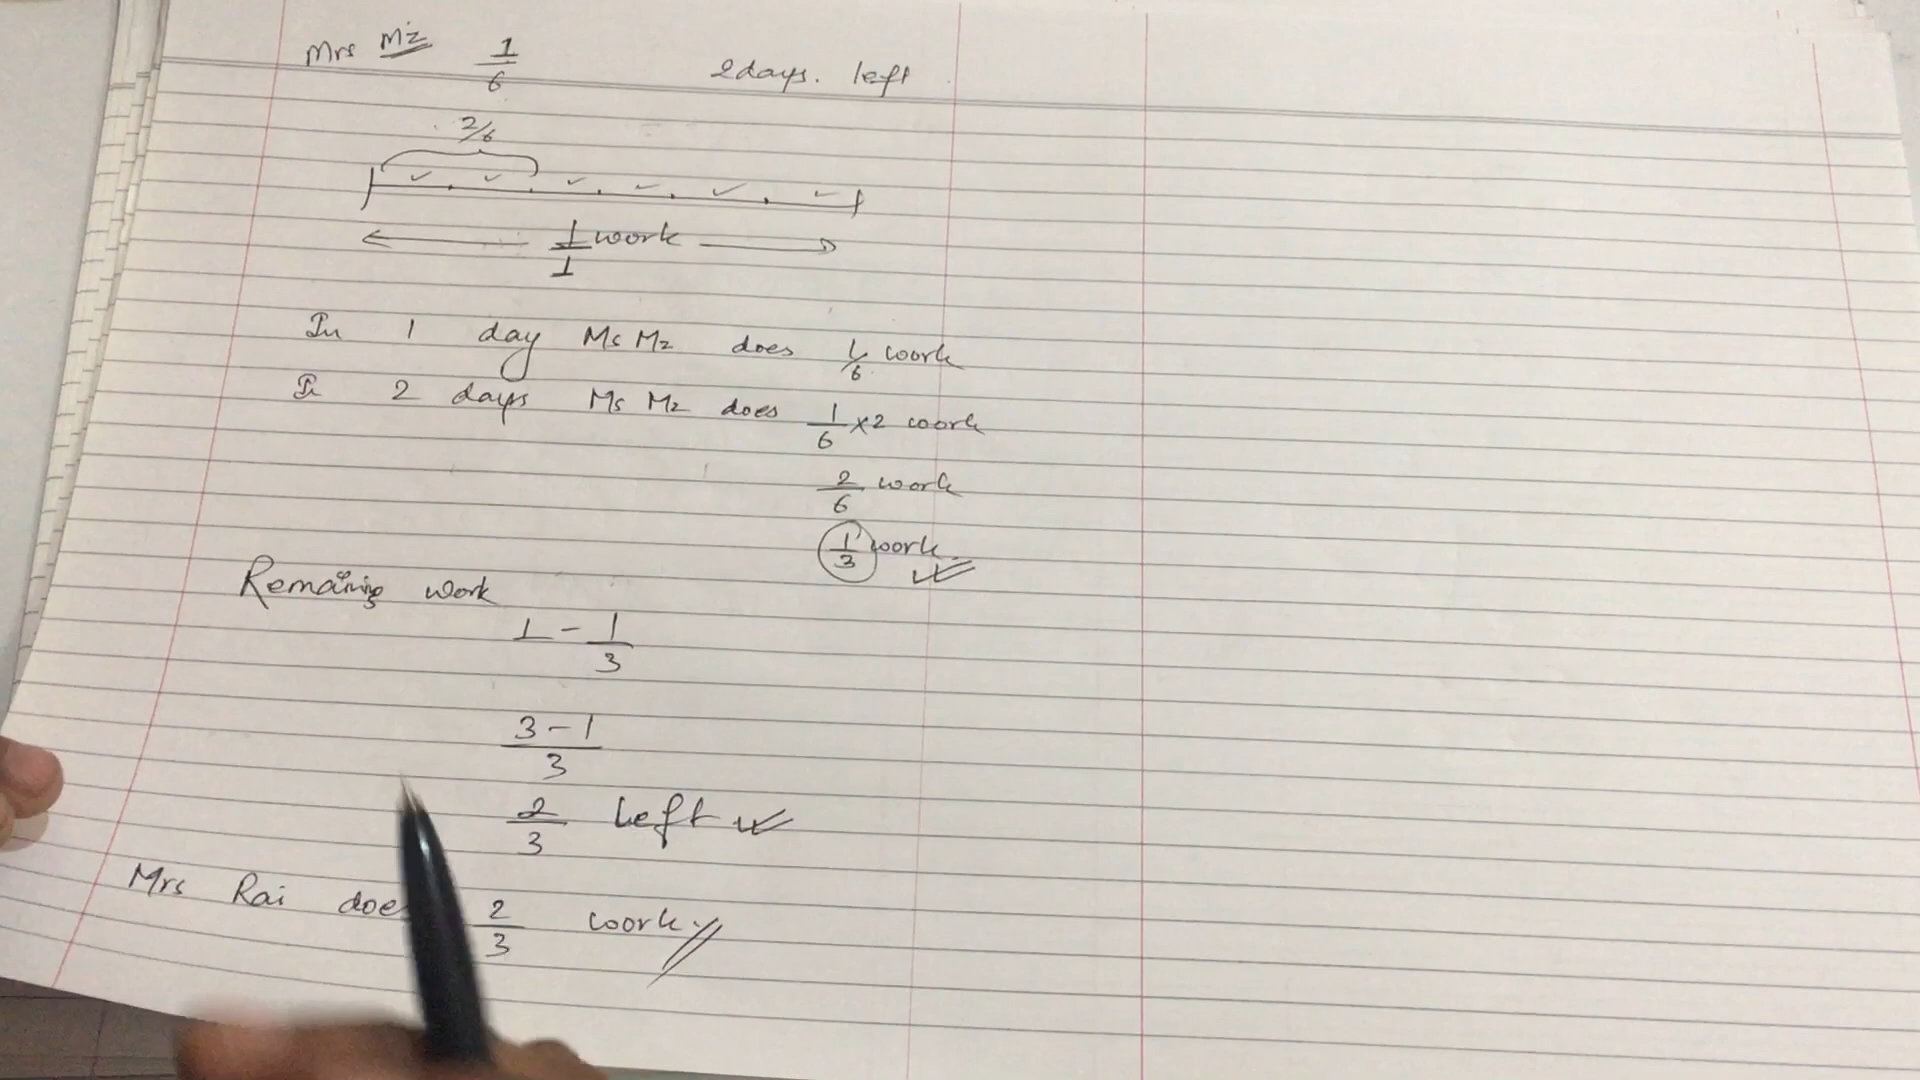 Mrs Mz 1/6 2days. left
2/6
1/1 work
In 1 day Ms Mz does 1/6 work
In 2 days Ms Mz does 1/6 ×2 work
2/6 work
1/3 work
Remaining work
1 - 1/3
3-1/3
2/3 left
Mrs Rai does 2/3 work